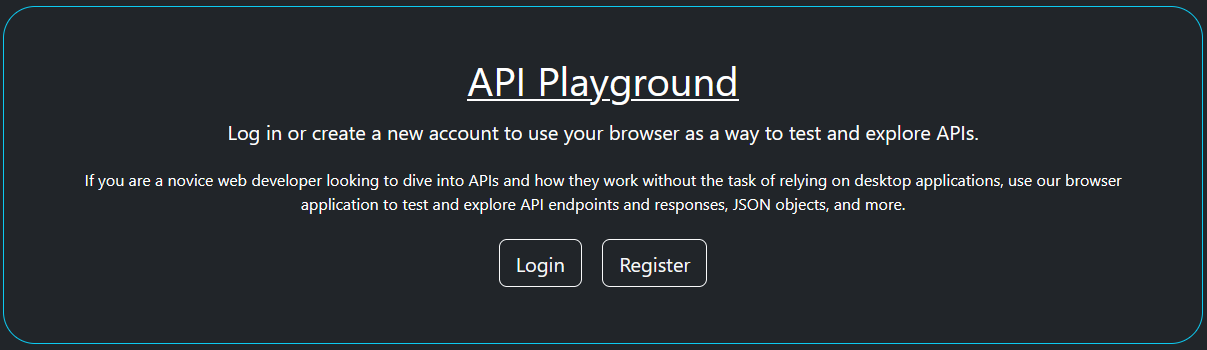 API Playground
Log in or create a new account to use your browser as a way to test and explore APIs.
If you are a novice web developer looking to dive into APIs and how they work without the task of relying on desktop applications, use our browser
application to test and explore API endpoints and responses, JSON objects, and more.
Login
Register